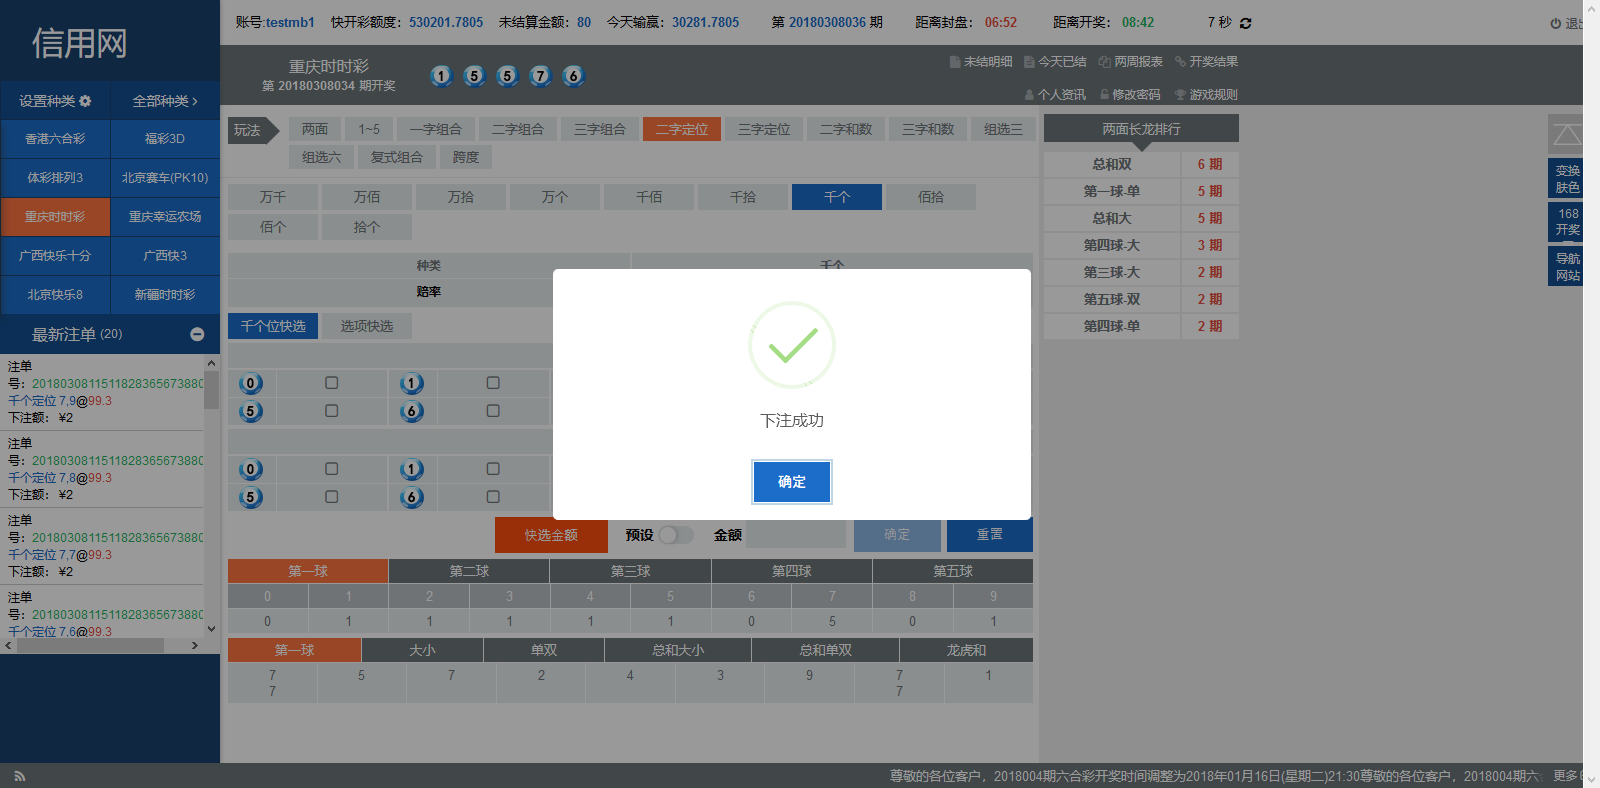 信用网
账号:testmb1 快开彩额度：530201.7805 未结算金额：80 今天输赢：30281.7805 第 20180308036 期 距离封盘：06:52 距离开奖：08:42 7 秒
重庆时时彩
第 20180308034 期开奖
1 5 5 7 6
未结明细 今天已结 两周报表 开奖结果
个人资讯 修改密码 游戏规则
设置种类 全部种类
香港六合彩 福彩3D
体彩排列3 北京赛车(PK10)
重庆时时彩 重庆幸运农场
广西快乐十分 广西快3
北京快乐8 新疆时时彩
最新注单 (20)
注单
号：2018030811511828365673880
千个定位 7,9@99.3
下注额： ¥2
注单
号：2018030811511828365673880
千个定位 7,8@99.3
下注额： ¥2
注单
号：2018030811511828365673880
千个定位 7,7@99.3
下注额： ¥2
注单
号：2018030811511828365673880
千个定位 7,6@99.3
玩法 两面 1~5 一字组合 二字组合 三字组合 二字定位 三字定位 二字和数 三字和数 组选三
组选六 复式组合 跨度
万千 万佰 万拾 万个 千佰 千拾 千个 佰拾
佰个 拾个
种类 千个
赔率
千个位快选 选项快选
0 1
5 6
0 1
5 6
下注成功
确定
快选金额 预设 金额 确定 重置
第一球 第二球 第三球 第四球 第五球
0 1 2 3 4 5 6 7 8 9
0 1 1 1 1 1 0 5 0 1
第一球 大小 单双 总和大小 总和单双 龙虎和
7 5 7 2 4 3 9 7 1
7 7
两面长龙排行
总和双 6 期
第一球-单 5 期
总和大 5 期
第四球-大 3 期
第三球-大 2 期
第五球-双 2 期
第四球-单 2 期
变换
肤色
168
开奖
导航
网站
尊敬的各位客户，2018004期六合彩开奖时间调整为2018年01月16日(星期二)21:30尊敬的各位客户，2018004期六 更多